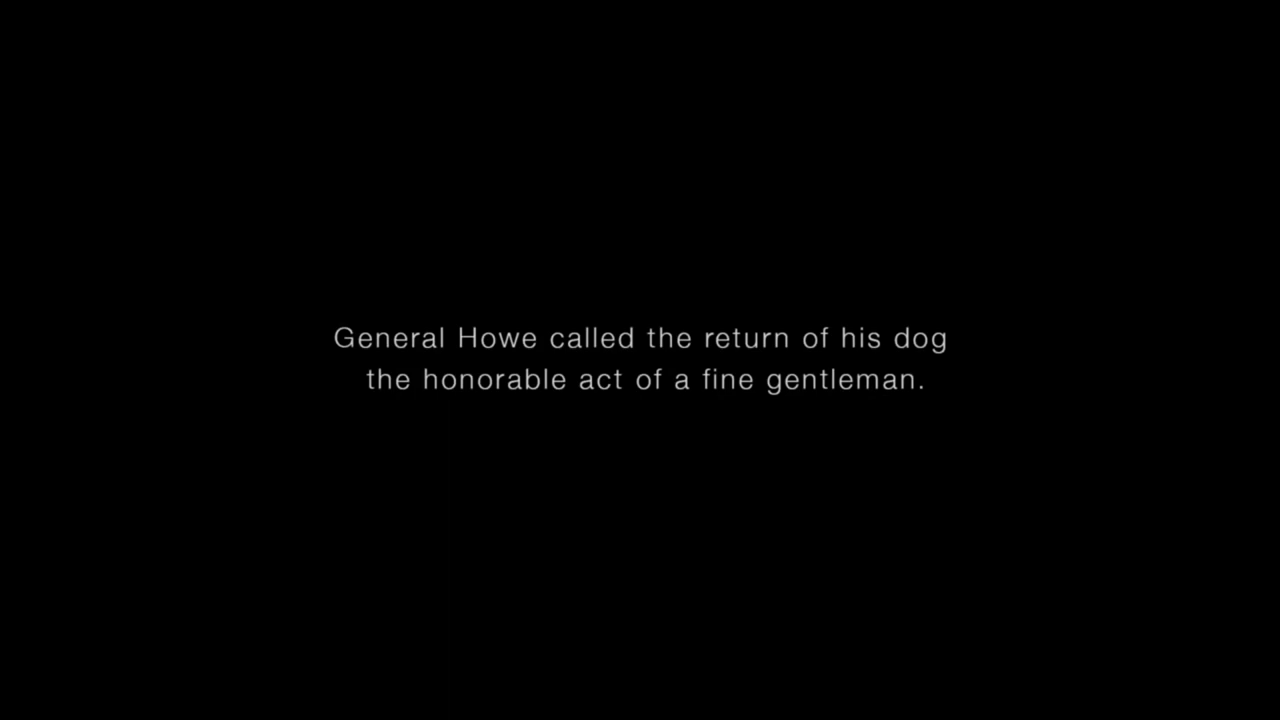 General Howe called the return of his dog
the honorable act of a fine gentleman.